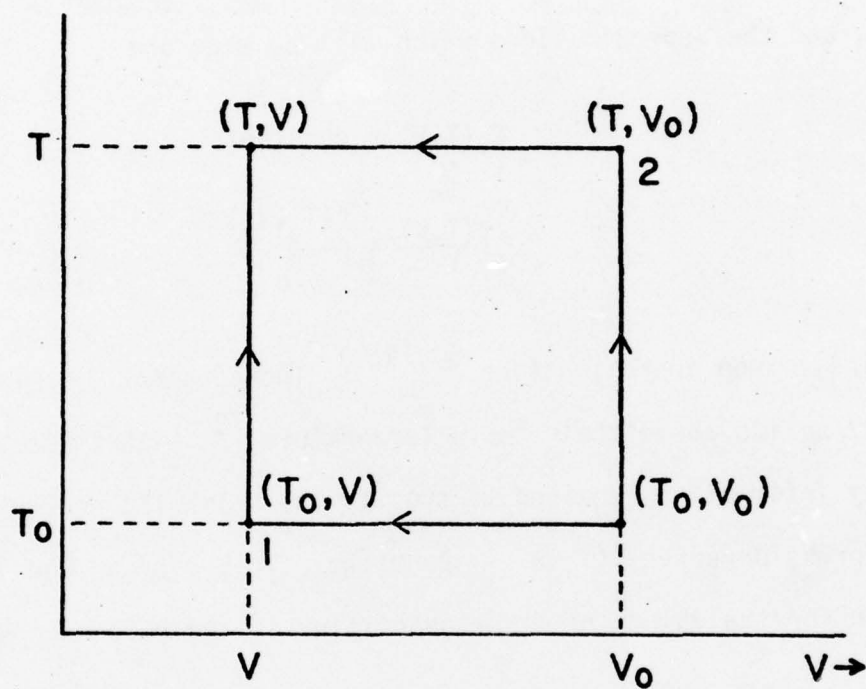 (T, V) (T, V₀)
T
2
(T₀, V) (T₀, V₀)
T₀
1
V V₀ V→